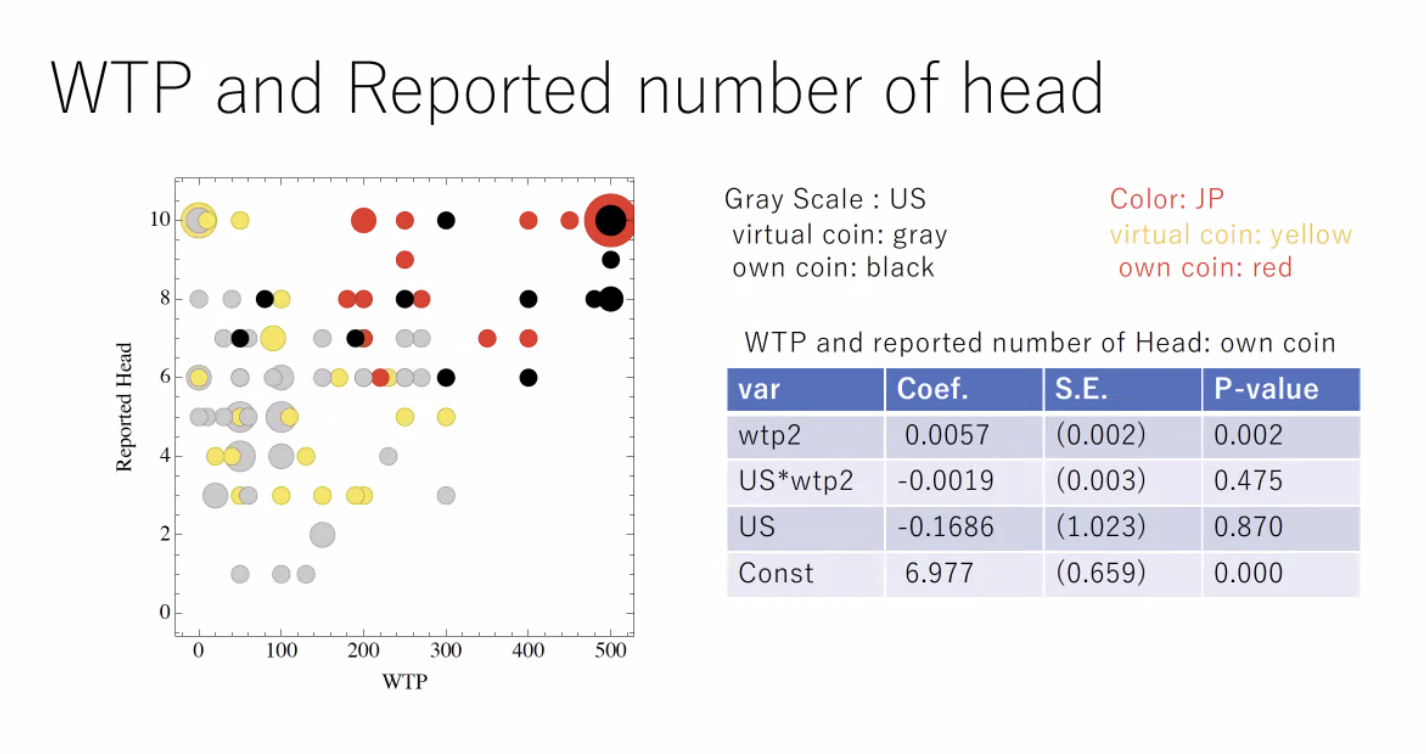 WTP and Reported number of head
10
8
6
4
2
0
Reported Head
0 100 200 300 400 500
WTP
Gray Scale : US
virtual coin: gray
own coin: black
Color: JP
virtual coin: yellow
own coin: red
WTP and reported number of Head: own coin
var Coef. S.E. P-value
wtp2 0.0057 (0.002) 0.002
US*wtp2 -0.0019 (0.003) 0.475
US -0.1686 (1.023) 0.870
Const 6.977 (0.659) 0.000